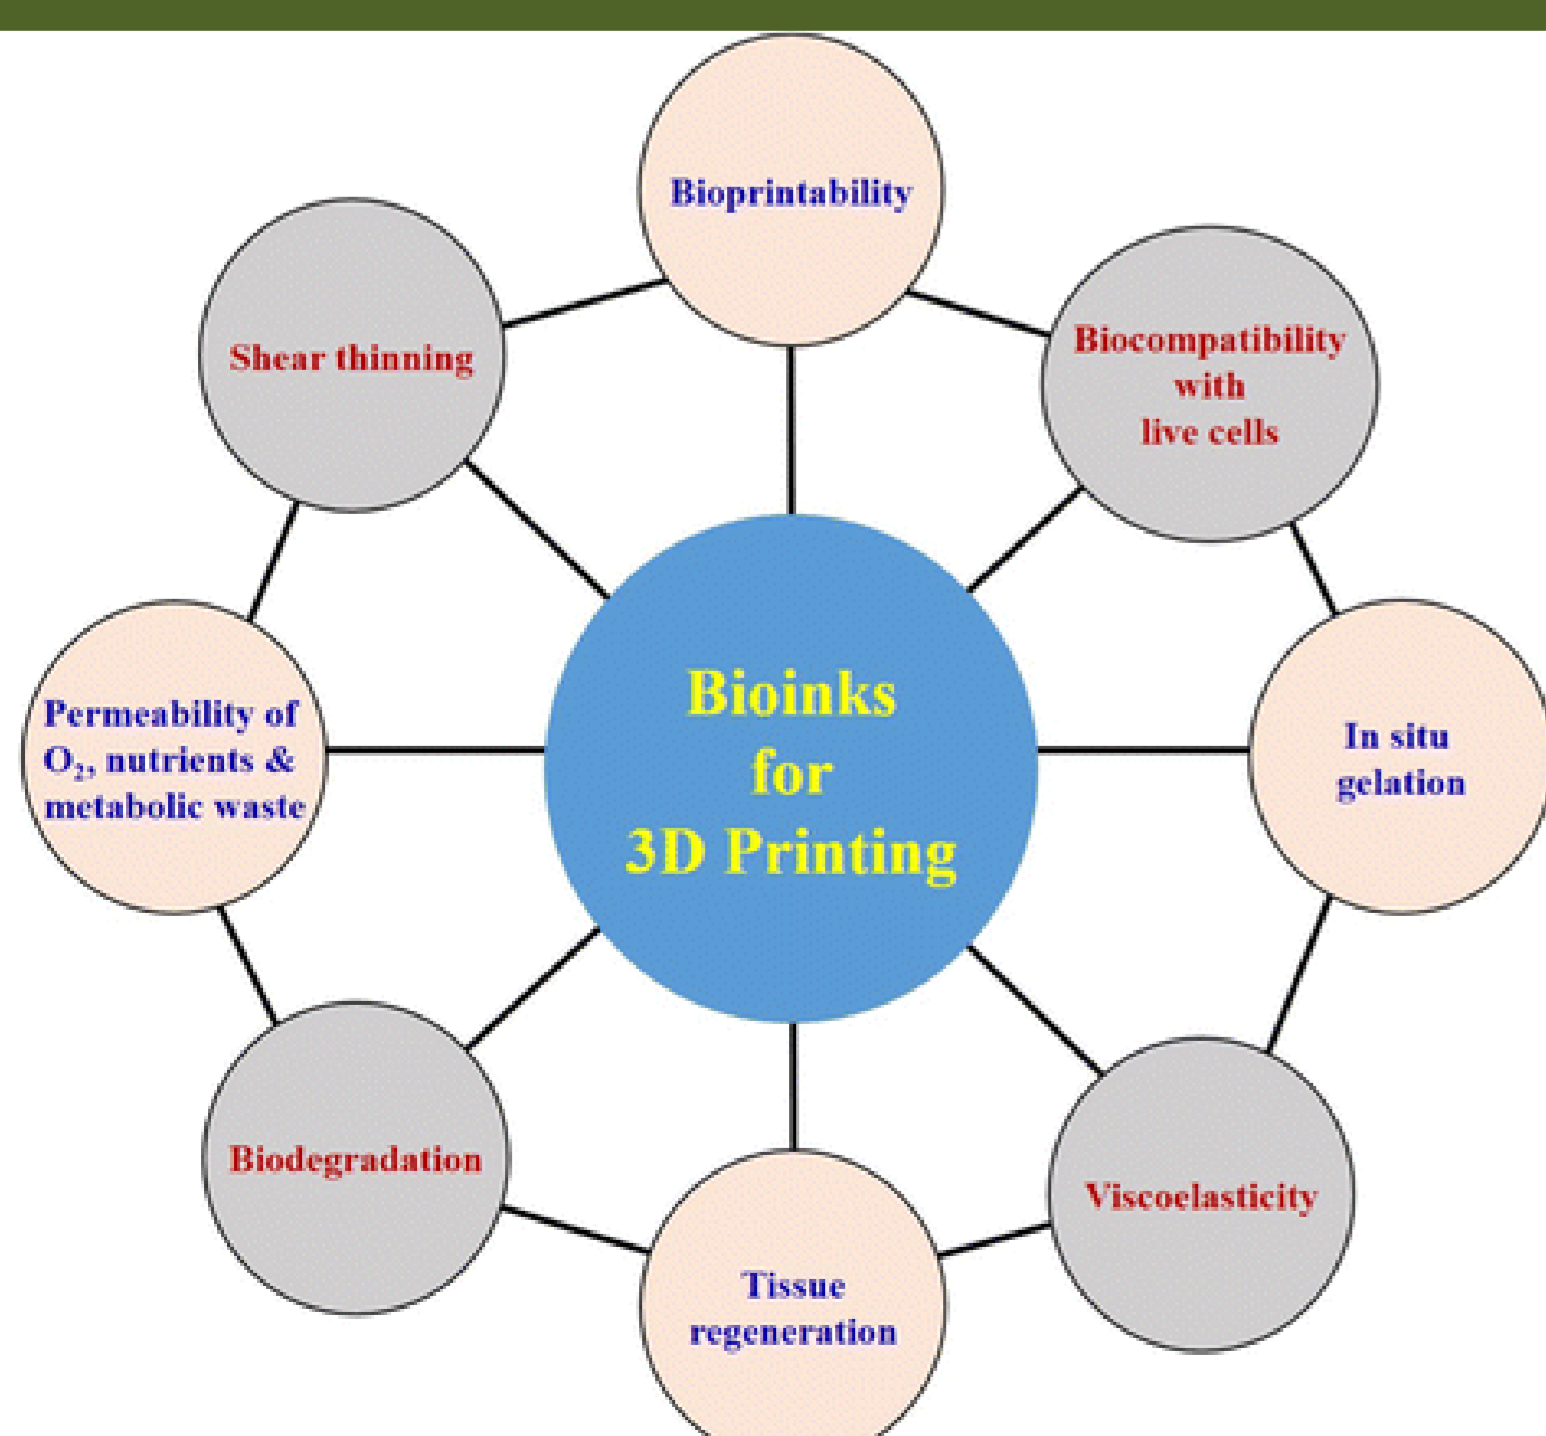 Bioprintability
Shear thinning
Biocompatibility
with
live cells
Permeability of
O₂, nutrients &
metabolic waste
Bioinks
for
3D Printing
In situ
gelation
Biodegradation
Viscoelasticity
Tissue
regeneration